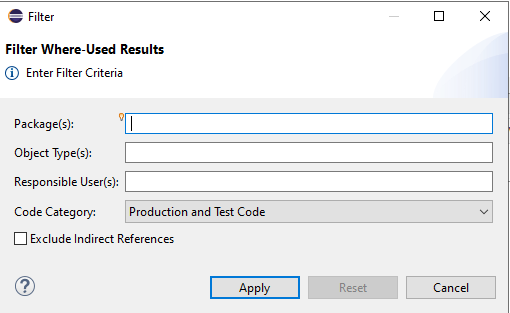 Filter
Filter Where-Used Results
Enter Filter Criteria
Package(s):
Object Type(s):
Responsible User(s):
Code Category: Production and Test Code
Exclude Indirect References
Apply Reset Cancel